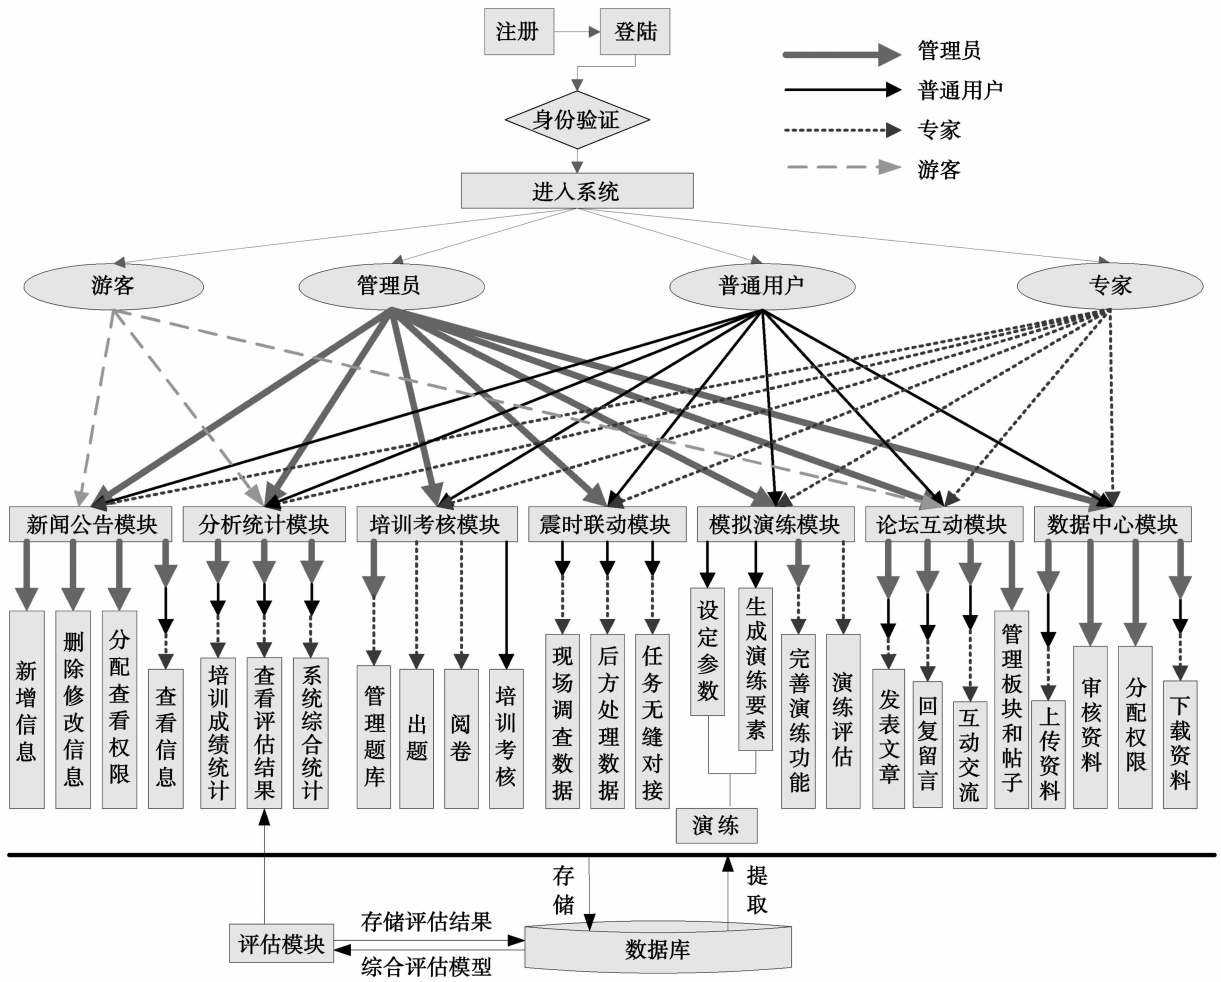 注册
登陆
管理员
普通用户
专家
游客
身份验证
进入系统
游客
管理员
普通用户
专家
新闻公告模块
分析统计模块
培训考核模块
震时联动模块
模拟演练模块
论坛互动模块
数据中心模块
新增信息
删除修改信息
分配查看权限
查看信息
培训成绩统计
查看评估结果
系统综合统计
管理题库
出题
阅卷
培训考核
现场调查数据
后方处理数据
任务无缝对接
设定参数
生成演练要素
完善演练功能
演练评估
发表文章
回复留言
互动交流
管理板块和帖子
上传资料
审核资料
分配权限
下载资料
演练
存储
提取
评估模块
存储评估结果
综合评估模型
数据库